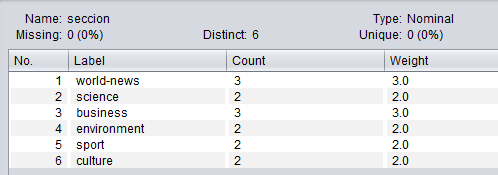 Name: seccion Type: Nominal
Missing: 0 (0%) Distinct: 6 Unique: 0 (0%)
No. Label Count Weight
1 world-news 3 3.0
2 science 2 2.0
3 business 3 3.0
4 environment 2 2.0
5 sport 2 2.0
6 culture 2 2.0